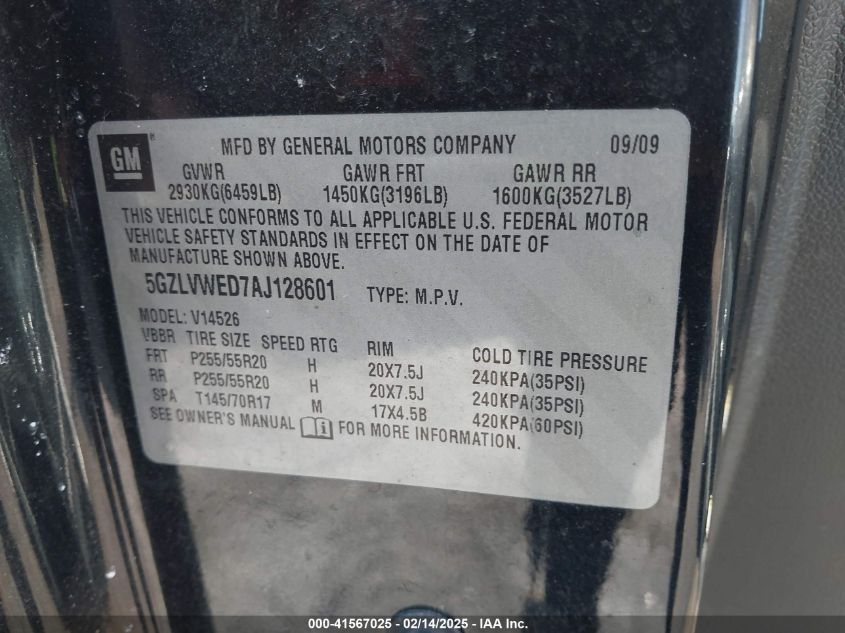 GM
MFD BY GENERAL MOTORS COMPANY 09/09
GVWR GAWR FRT GAWR RR
2930KG(6459LB) 1450KG(3196LB) 1600KG(3527LB)
THIS VEHICLE CONFORMS TO ALL APPLICABLE U.S. FEDERAL MOTOR
VEHICLE SAFETY STANDARDS IN EFFECT ON THE DATE OF
MANUFACTURE SHOWN ABOVE.
5GZLVWED7AJ128601 TYPE: M.P.V.
MODEL: V14526
VBBR TIRE SIZE SPEED RTG RIM COLD TIRE PRESSURE
FRT P255/55R20 H 20X7.5J 240KPA(35PSI)
RR P255/55R20 H 20X7.5J 240KPA(35PSI)
SPA T145/70R17 M 17X4.5B 420KPA(60PSI)
SEE OWNER'S MANUAL i FOR MORE INFORMATION.
000-41567025 - 02/14/2025 - IAA Inc.